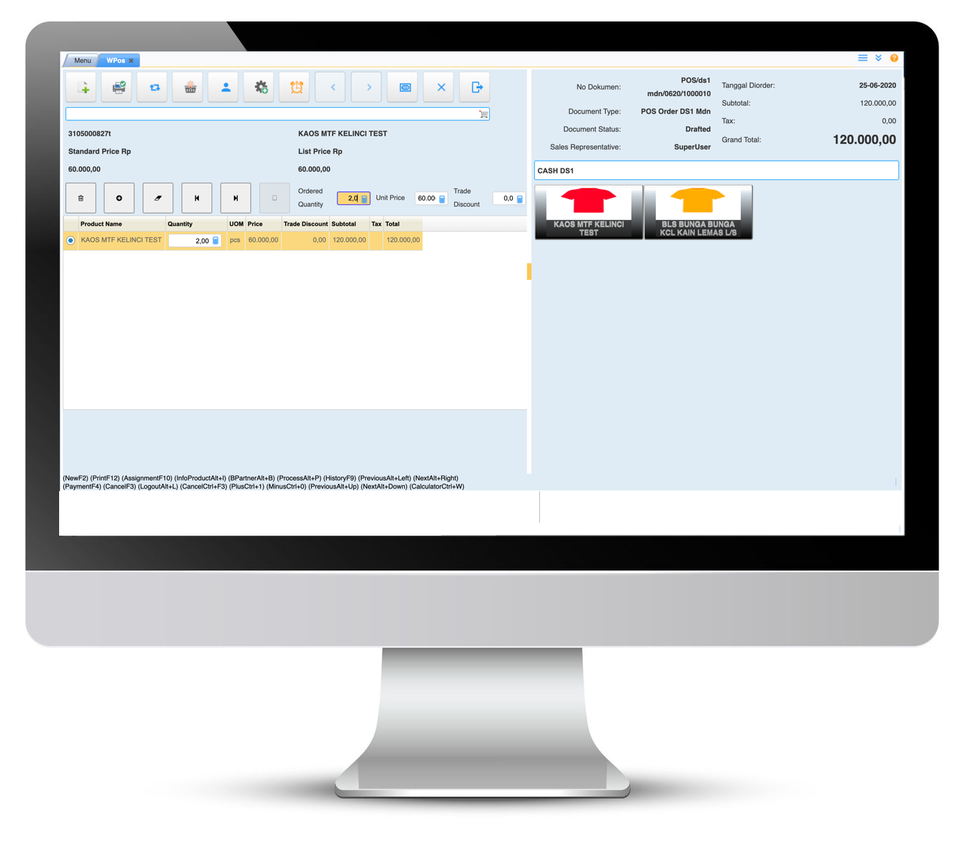 Menu
WPos
3105000827t
KAOS MTF KELINCI TEST
Standard Price Rp
List Price Rp
60.000,00
60.000,00
Ordered Quantity
2,0
Unit Price
60.00
Trade Discount
0,0
Product Name Quantity UOM Price Trade Discount Subtotal Tax Total
KAOS MTF KELINCI TEST 2,00 pcs 60.000,00 0,00 120.000,00 120.000,00
(NewF2) (PrintF12) (AssignmentF10) (InfoProductAlt+I) (BPartnerAlt+B) (ProcessAlt+P) (HistoryF9) (PreviousAlt+Left) (NextAlt+Right)
(PaymentF4) (CancelF3) (LogoutAlt+L) (CancelCtrl+F3) (PlusCtrl+1) (MinusCtrl+0) (PreviousAlt+Up) (NextAlt+Down) (CalculatorCtrl+W)
No Dokumen:
POS/ds1
mdn/0620/1000010
Document Type:
POS Order DS1 Mdn
Document Status:
Drafted
Sales Representative:
SuperUser
Tanggal Diorder:
25-06-2020
Subtotal:
120.000,00
Tax:
0,00
Grand Total:
120.000,00
CASH DS1
KAOS MTF KELINCI
TEST
BLS BUNGA BUNGA
KCL KAIN LEMAS L/S